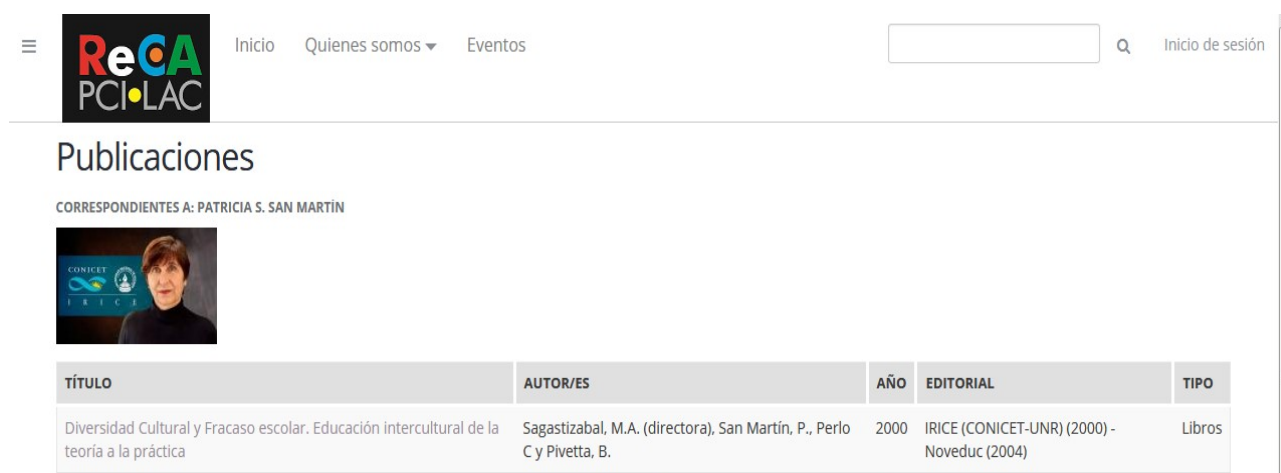 ReCA
PCI LAC
Inicio
Quienes somos
Eventos
Inicio de sesión
Publicaciones
CORRESPONDIENTES A: PATRICIA S. SAN MARTÍN
CONICET
I R I C E
TÍTULO
AUTOR/ES
AÑO
EDITORIAL
TIPO
Diversidad Cultural y Fracaso escolar. Educación intercultural de la
teoría a la práctica
Sagastizabal, M.A. (directora), San Martín, P., Perlo
C y Pivetta, B.
2000
IRICE (CONICET-UNR) (2000) -
Noveduc (2004)
Libros